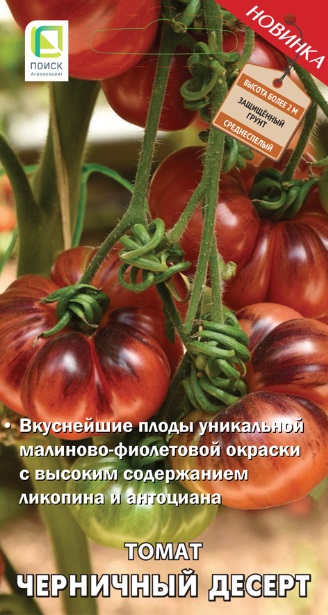 ПОИСК
Агрохолдинг
НОВИНКА
ВЫСОТА БОЛЕЕ 2 М
ЗАЩИЩЁННЫЙ
ГРУНТ
СРЕДНЕСПЕЛЫЙ
• Вкуснейшие плоды уникальной
малиново-фиолетовой окраски
с высоким содержанием
ликопина и антоциана
ТОМАТ
ЧЕРНИЧНЫЙ ДЕСЕРТ